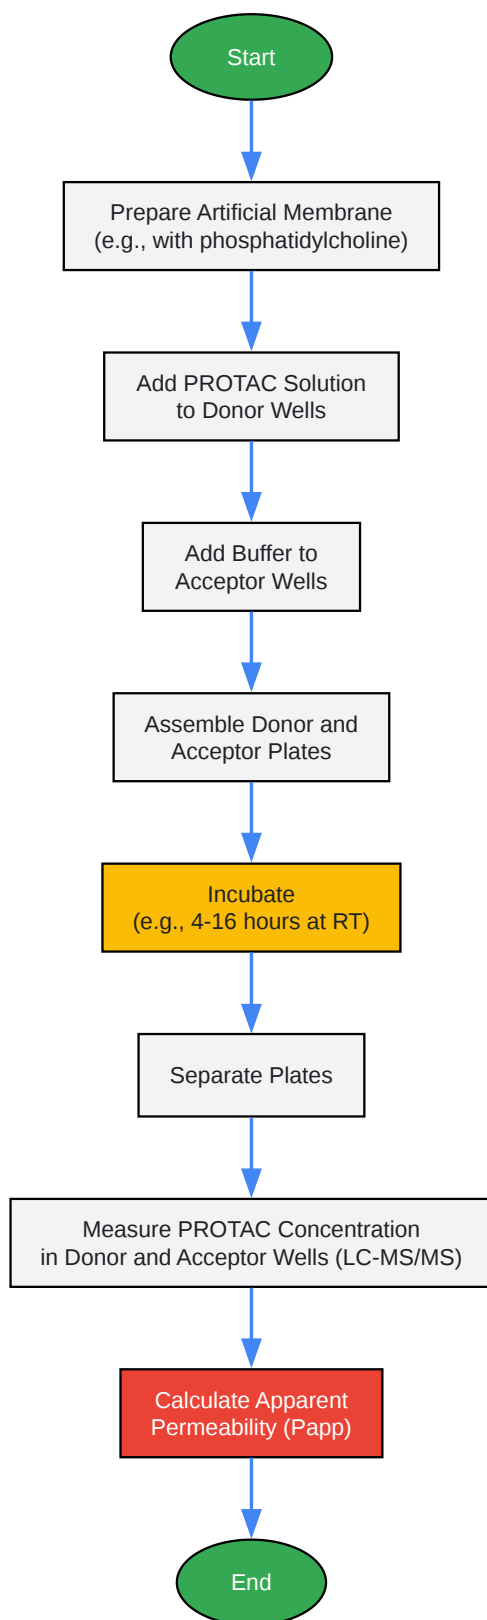 Start
Prepare Artificial Membrane
(e.g., with phosphatidylcholine)
Add PROTAC Solution
to Donor Wells
Add Buffer to
Acceptor Wells
Assemble Donor and
Acceptor Plates
Incubate
(e.g., 4-16 hours at RT)
Separate Plates
Measure PROTAC Concentration
in Donor and Acceptor Wells (LC-MS/MS)
Calculate Apparent
Permeability (Papp)
End